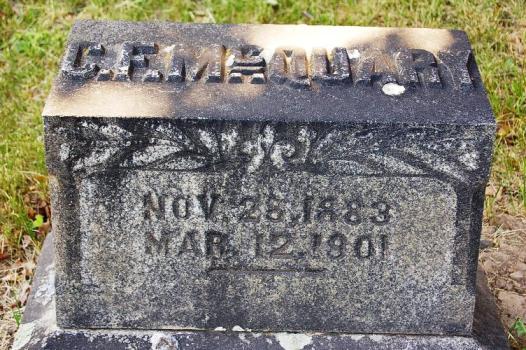 C.F. McQUARY
NOV. 28, 1883
MAR. 12, 1901